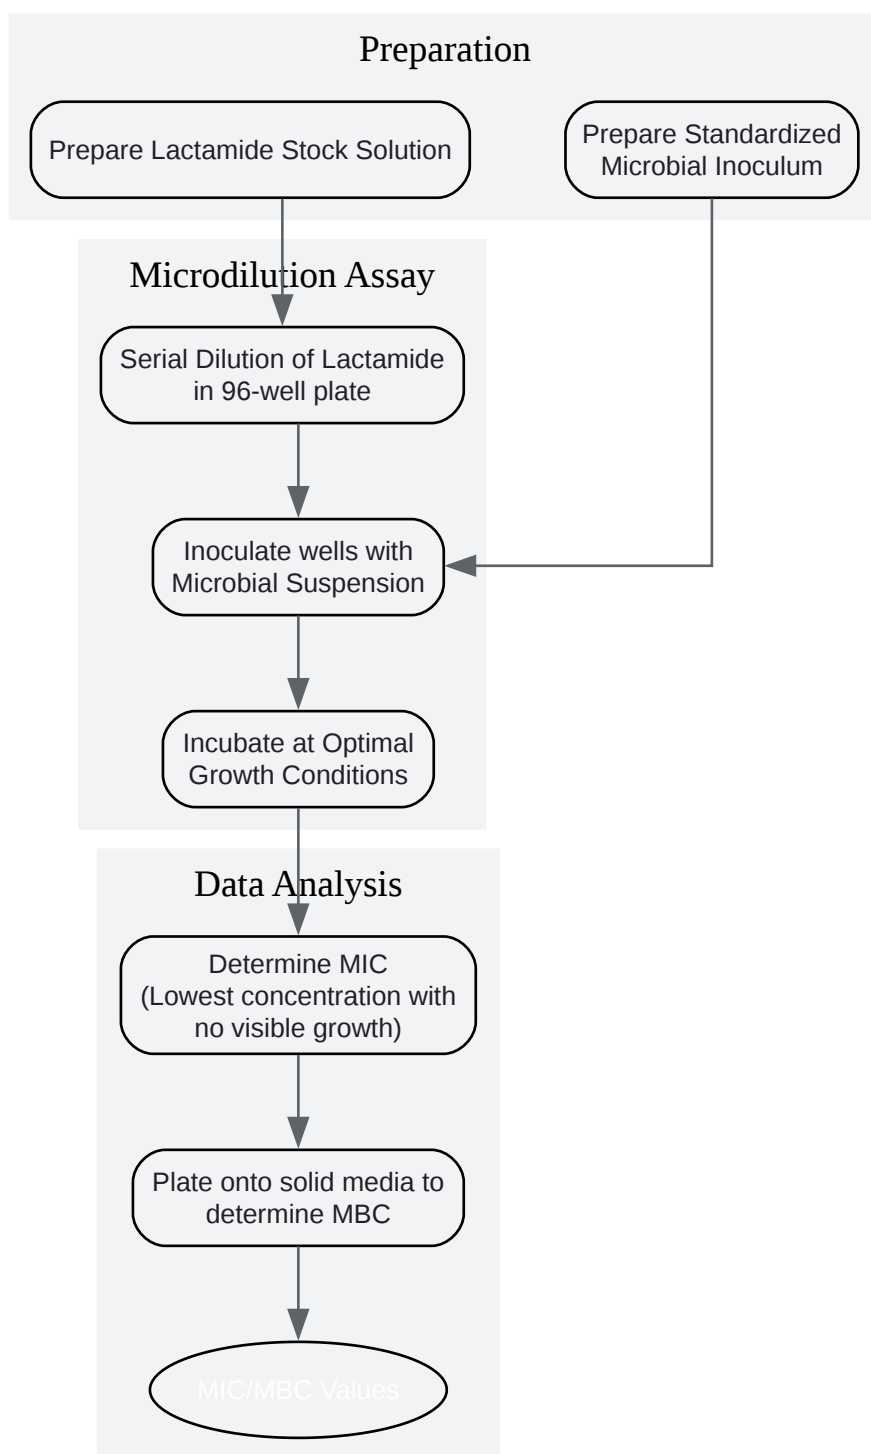 Preparation
Prepare Lactamide Stock Solution
Prepare Standardized
Microbial Inoculum
Microdilution Assay
Serial Dilution of Lactamide
in 96-well plate
Inoculate wells with
Microbial Suspension
Incubate at Optimal
Growth Conditions
Data Analysis
Determine MIC
(Lowest concentration with
no visible growth)
Plate onto solid media to
determine MBC
MIC/MBC Values